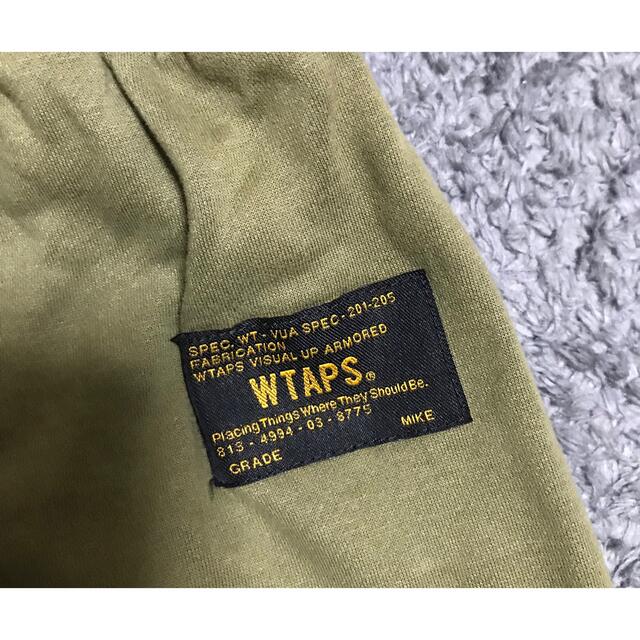 SPEC. WT - VUA SPEC - 201-205
FABRICATION
WTAPS VISUAL UP ARMORED
WTAPS®
Placing Things Where They Should Be.
813 - 4994 - 03 - 8775 MIKE
GRADE